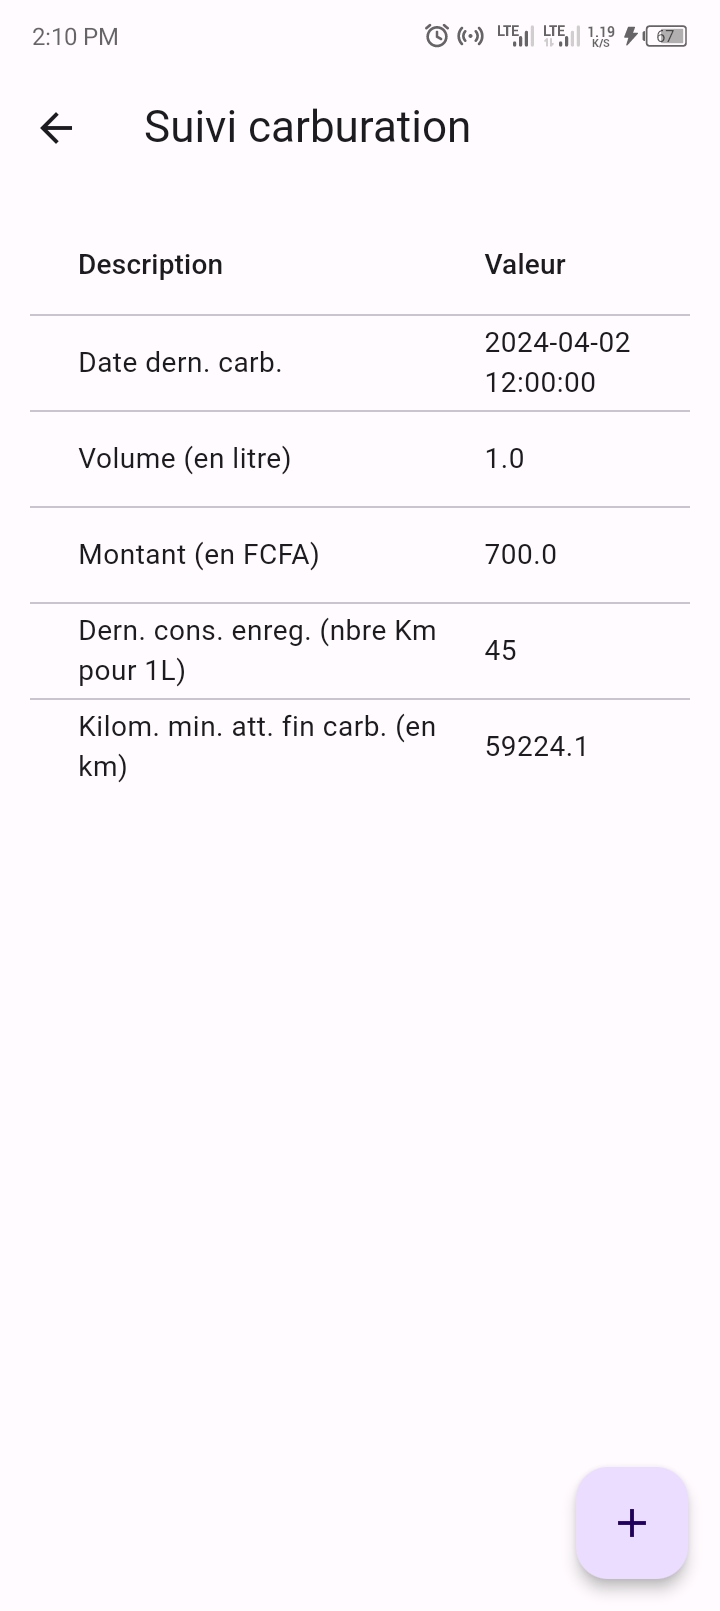 2:10 PM LTE LTE 1.19 K/S 67
Suivi carburation
Description Valeur
Date dern. carb. 2024-04-02 12:00:00
Volume (en litre) 1.0
Montant (en FCFA) 700.0
Dern. cons. enreg. (nbre Km
pour 1L) 45
Kilom. min. att. fin carb. (en
km) 59224.1